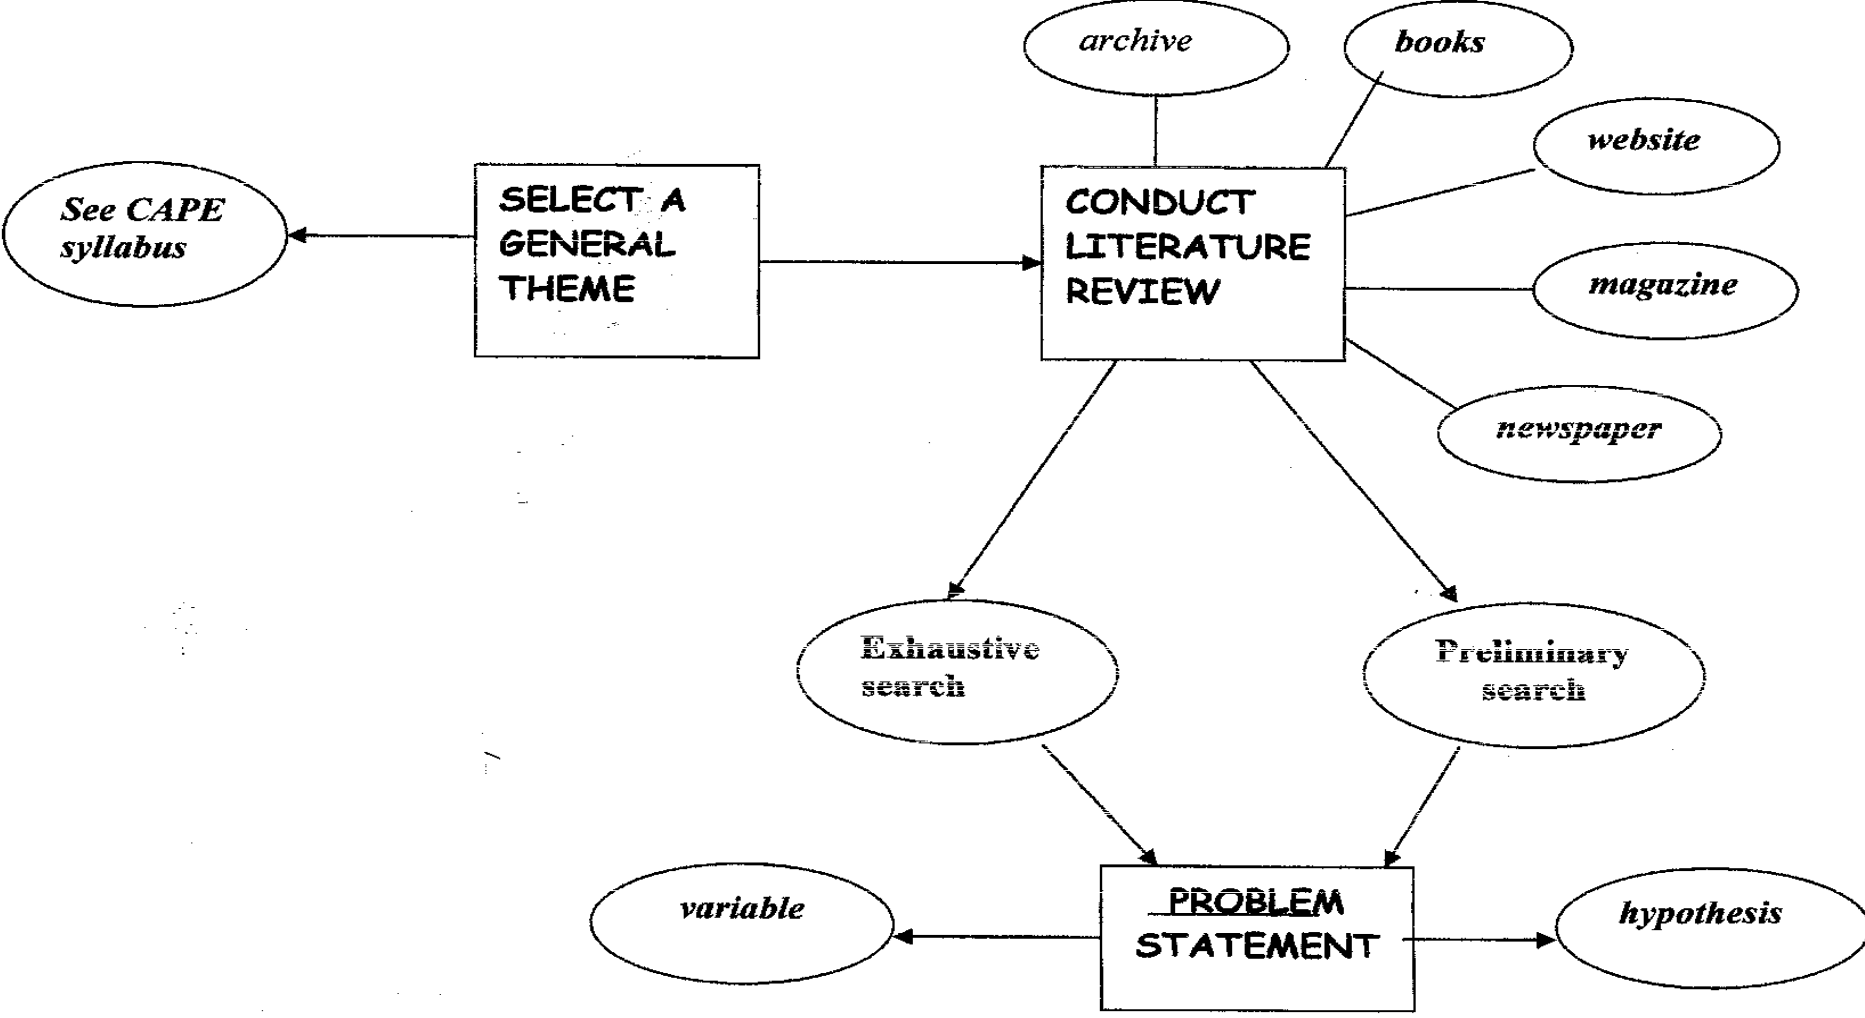 archive
books
website
See CAPE
syllabus
SELECT A
GENERAL
THEME
CONDUCT
LITERATURE
REVIEW
magazine
newspaper
Exhaustive
search
Preliminary
search
variable
PROBLEM
STATEMENT
hypothesis